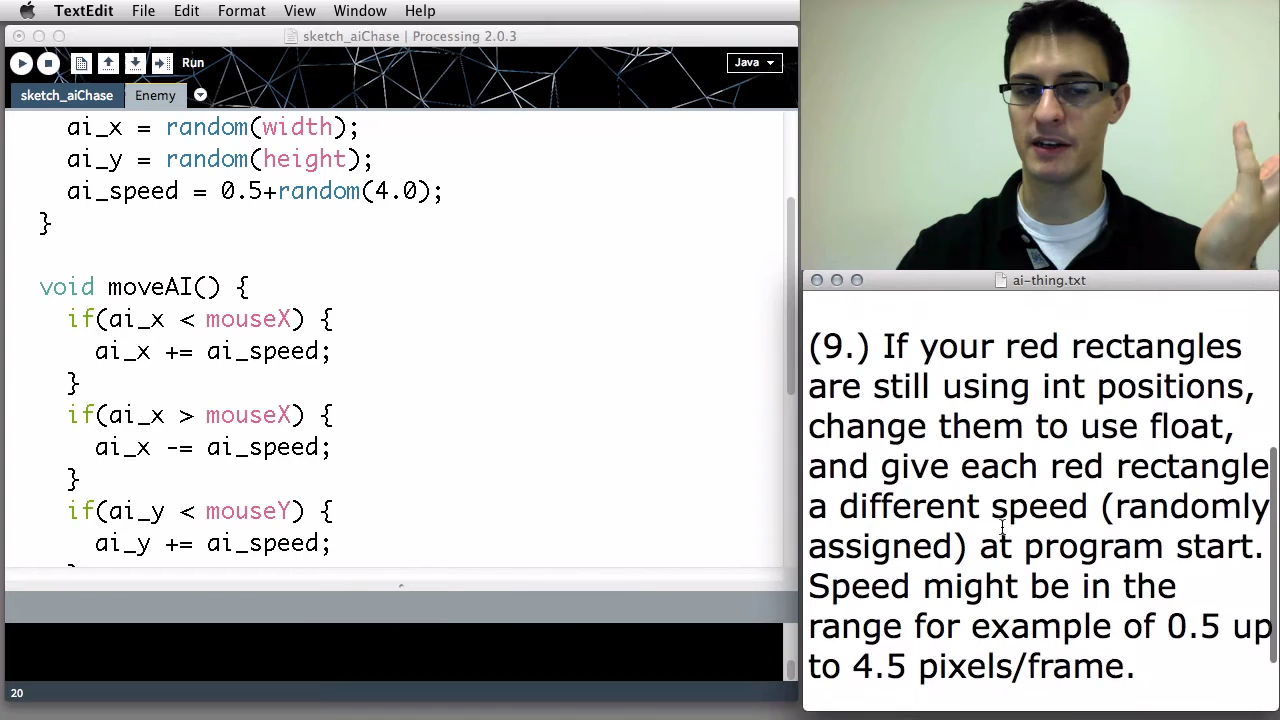 TextEdit File Edit Format View Window Help
sketch_aiChase | Processing 2.0.3
Run
Java
sketch_aiChase Enemy
ai_x = random(width);
ai_y = random(height);
ai_speed = 0.5+random(4.0);
}
void moveAI() {
if(ai_x < mouseX) {
ai_x += ai_speed;
}
if(ai_x > mouseX) {
ai_x -= ai_speed;
}
if(ai_y < mouseY) {
ai_y += ai_speed;
20
ai-thing.txt
(9.) If your red rectangles
are still using int positions,
change them to use float,
and give each red rectangle
a different speed (randomly
assigned) at program start.
Speed might be in the
range for example of 0.5 up
to 4.5 pixels/frame.